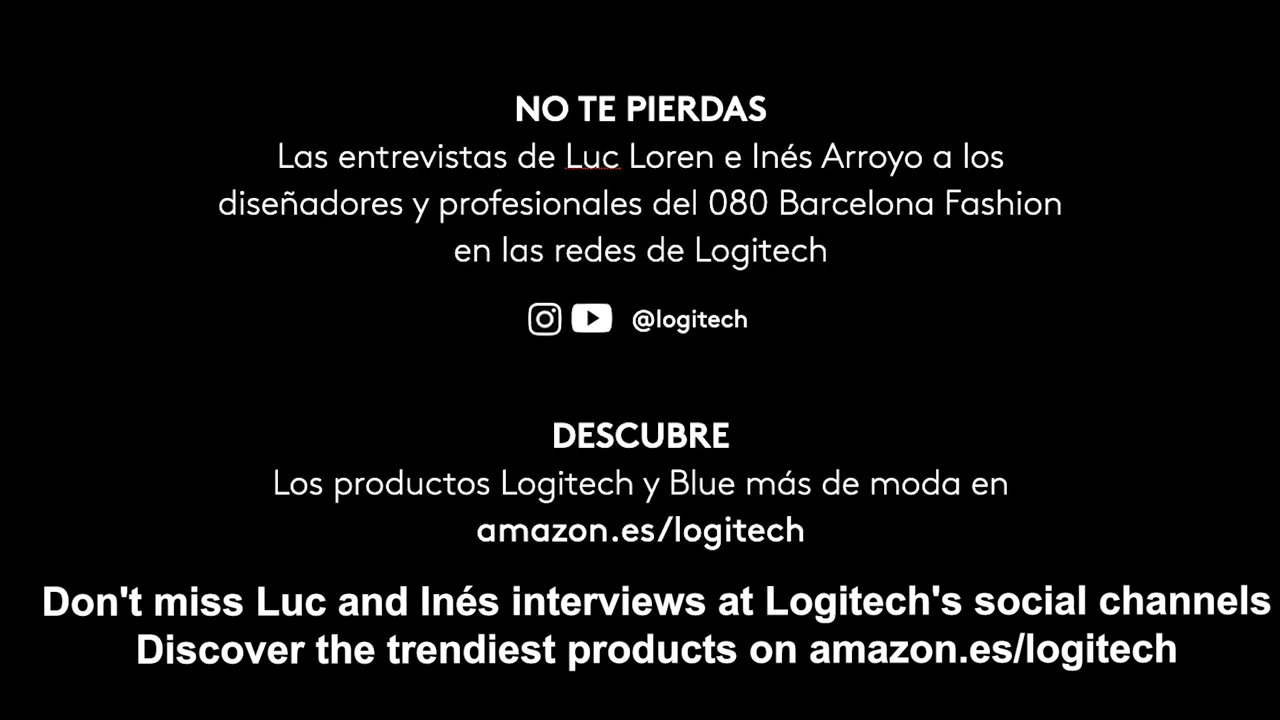 NO TE PIERDAS
Las entrevistas de Luc Loren e Inés Arroyo a los
diseñadores y profesionales del 080 Barcelona Fashion
en las redes de Logitech
@logitech
DESCUBRE
Los productos Logitech y Blue más de moda en
amazon.es/logitech
Don't miss Luc and Inés interviews at Logitech's social channels
Discover the trendiest products on amazon.es/logitech